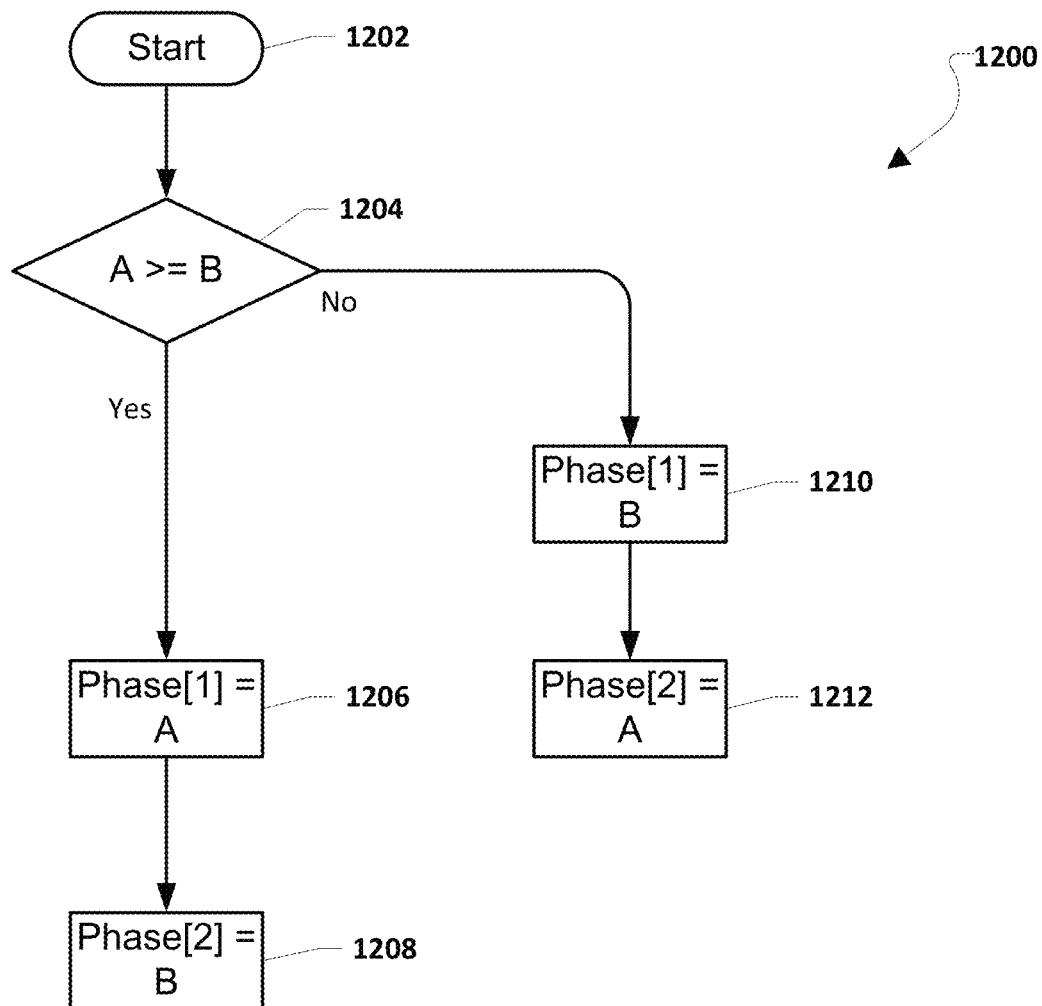 Start
1202
1200
1204
A >= B
No
Yes
Phase[1] =
B
1210
Phase[1] =
A
1206
Phase[2] =
A
1212
Phase[2] =
B
1208